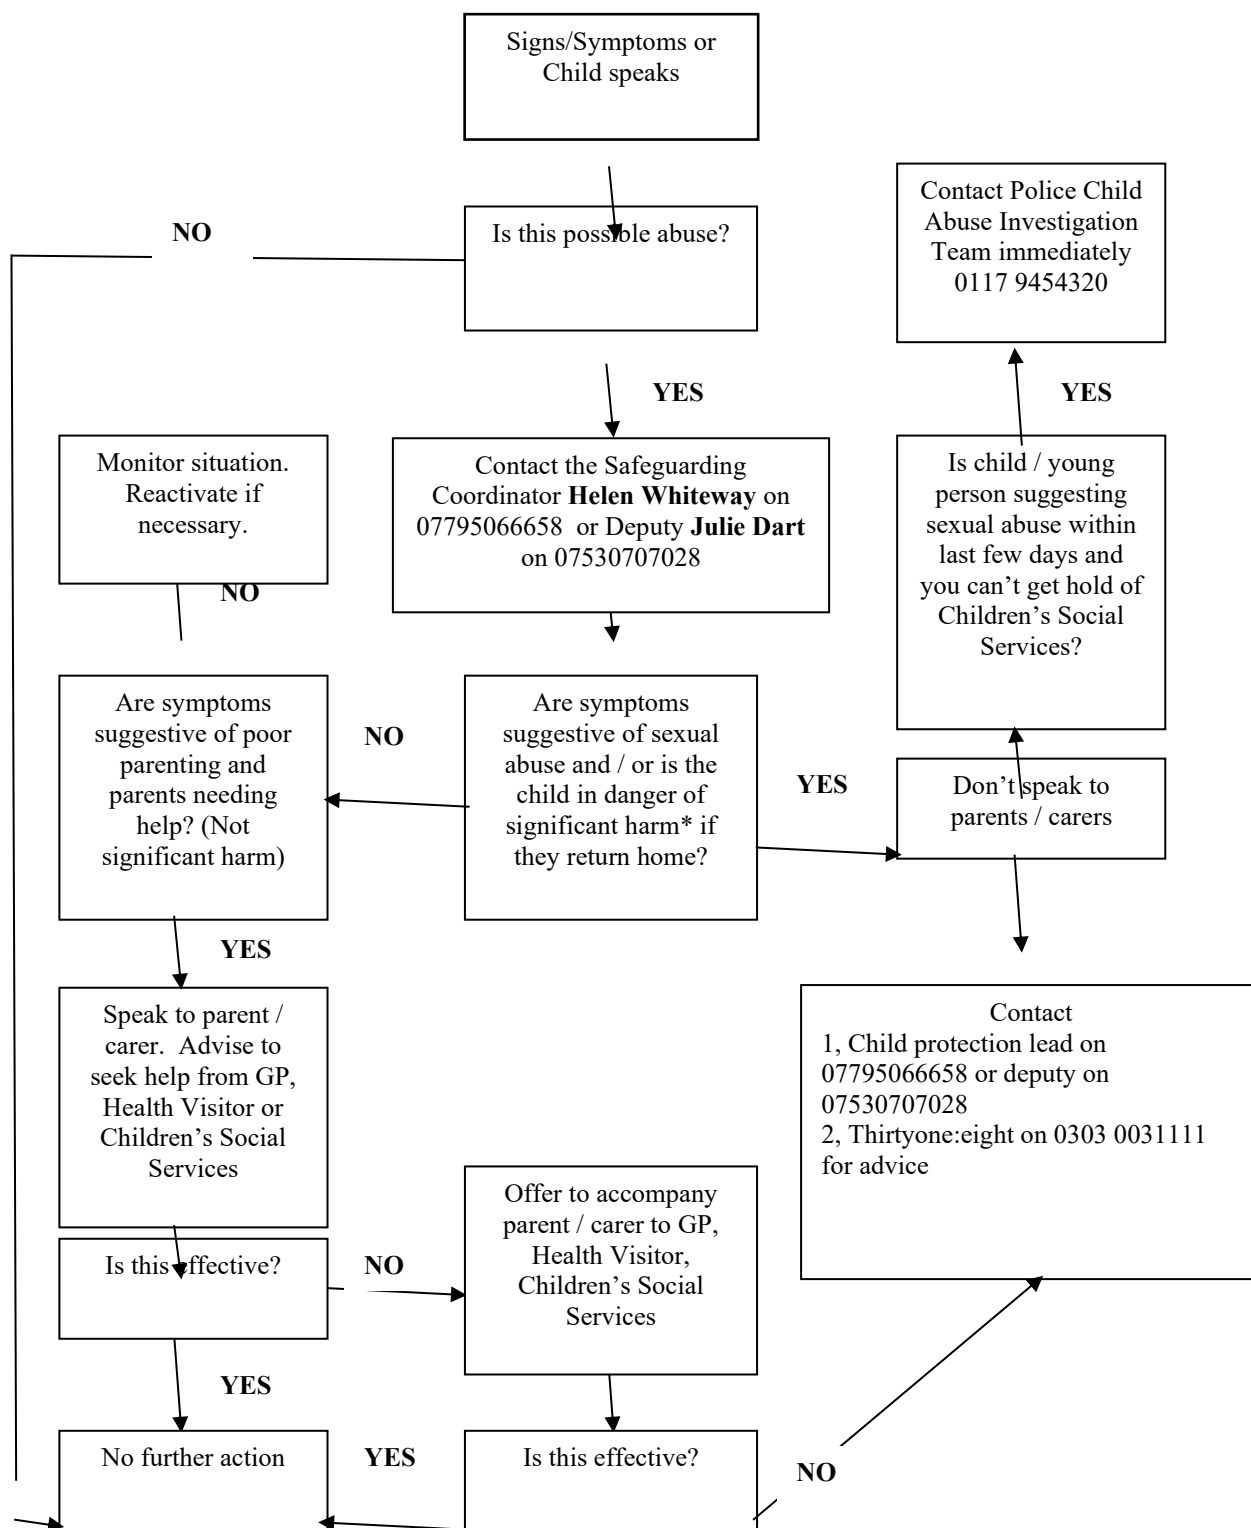 Signs/Symptoms or
Child speaks
Contact Police Child
Abuse Investigation
Team immediately
0117 9454320
NO
Is this possible abuse?
YES
YES
Monitor situation.
Reactivate if
necessary.
NO
Contact the Safeguarding
Coordinator Helen Whiteway on
07795066658 or Deputy Julie Dart
on 07530707028
Is child / young
person suggesting
sexual abuse within
last few days and
you can’t get hold of
Children’s Social
Services?
Are symptoms
suggestive of poor
parenting and
parents needing
help? (Not
significant harm)
NO
Are symptoms
suggestive of sexual
abuse and / or is the
child in danger of
significant harm* if
they return home?
YES
Don’t speak to
parents / carers
YES
Speak to parent /
carer. Advise to
seek help from GP,
Health Visitor or
Children’s Social
Services
Contact
1, Child protection lead on
07795066658 or deputy on
07530707028
2, Thirtyone:eight on 0303 0031111
for advice
Is this effective?
NO
Offer to accompany
parent / carer to GP,
Health Visitor,
Children’s Social
Services
YES
No further action
YES
Is this effective?
NO